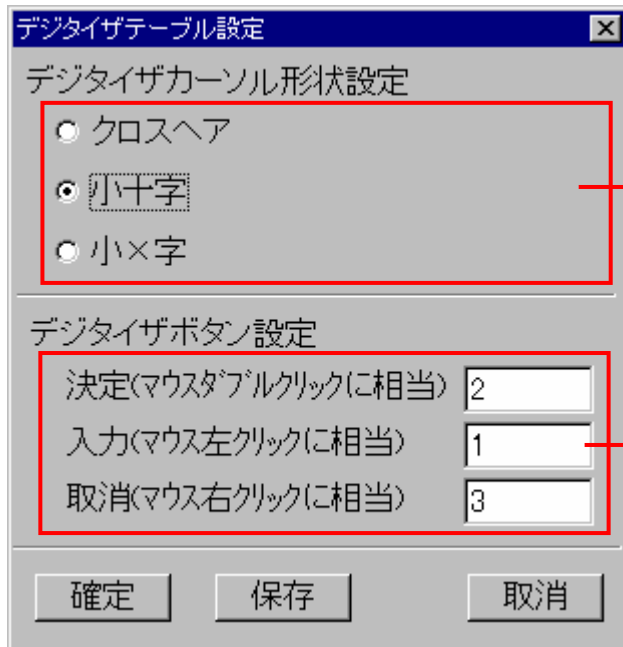 デジタイザテーブル設定
デジタイザカーソル形状設定
クロスヘア
小十字
小×字
デジタイザボタン設定
決定(マウスダブルクリックに相当) 2
入力(マウス左クリックに相当) 1
取消(マウス右クリックに相当) 3
確定 保存 取消